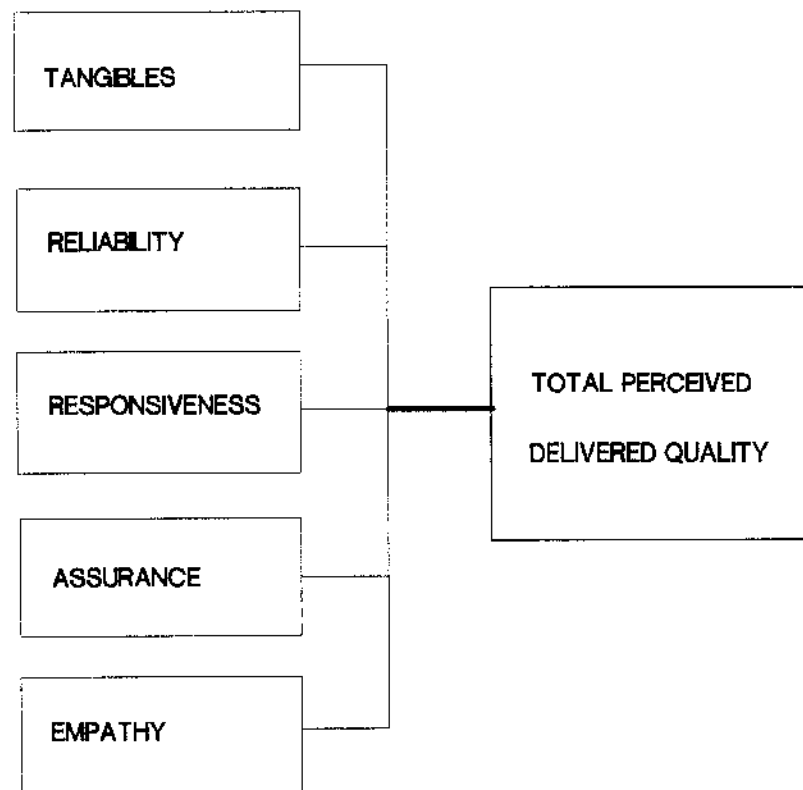 TANGIBLES
RELIABILITY
RESPONSIVENESS
TOTAL PERCEIVED
DELIVERED QUALITY
ASSURANCE
EMPATHY